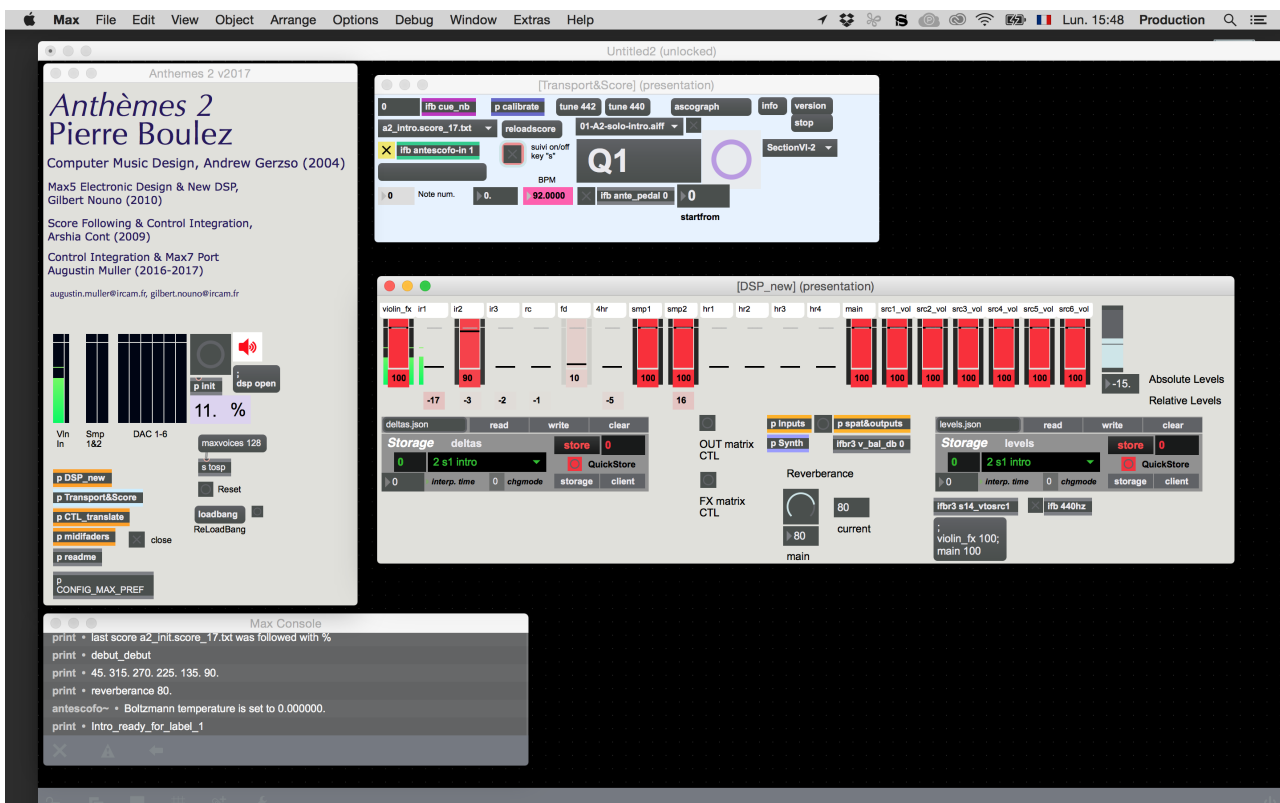 Max File Edit View Object Arrange Options Debug Window Extras Help Lun. 15:48 Production
Untitled2 (unlocked)
Anthemes 2 v2017
Anthèmes 2
Pierre Boulez
Computer Music Design, Andrew Gerzso (2004)
Max5 Electronic Design & New DSP,
Gilbert Nouno (2010)
Score Following & Control Integration,
Arshia Cont (2009)
Control Integration & Max7 Port
Augustin Muller (2016-2017)
augustin.muller@ircam.fr, gilbert.nouno@ircam.fr
p init
;
dsp open
11. %
Vln
In
Smp
1&2
DAC 1-6
maxvoices 128
s tosp
Reset
loadbang
ReLoadBang
p DSP_new
p Transport&Score
p CTL_translate
p midifaders
close
p readme
p
CONFIG_MAX_PREF
[Transport&Score] (presentation)
0 ifb cue_nb p calibrate tune 442 tune 440 ascograph info version
a2_intro.score_17.txt reloadscore 01-A2-solo-intro.aiff stop
ifb antescofo-in 1 suivi on/off
key "s"
Q1
SectionVI-2
BPM
0 Note num. 0. 92.0000 ifb ante_pedal 0 0
startfrom
[DSP_new] (presentation)
violin_fx ir1 ir2 ir3 rc fd 4hr smp1 smp2 hr1 hr2 hr3 hr4 main src1_vol src2_vol src3_vol src4_vol src5_vol src6_vol
100 90 10 100 100 100 100 100 100 100 100 100
-15. Absolute Levels
-17 -3 -2 -1 -5 16 Relative Levels
deltas.json read write clear
Storage deltas store 0
0 2 s1 intro QuickStore
0 interp. time 0 chgmode storage client
OUT matrix
CTL
FX matrix
CTL
p Inputs p spat&outputs
p Synth ifbr3 v_bal_db 0
Reverberance
80
80
current
main
levels.json read write clear
Storage levels store 0
0 2 s1 intro QuickStore
0 interp. time 0 chgmode storage client
ifbr3 s14_vtosrc1 ifb 440hz
;
violin_fx 100;
main 100
Max Console
print • last score a2_init.score_17.txt was followed with %
print • debut_debut
print • 45. 315. 270. 225. 135. 90.
print • reverberance 80.
antescofo~ • Boltzmann temperature is set to 0.000000.
print • Intro_ready_for_label_1